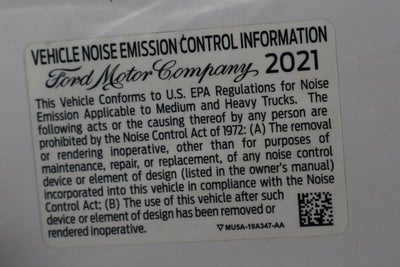 VEHICLE NOISE EMISSION CONTROL INFORMATION
Ford Motor Company 2021
This Vehicle Conforms to U.S. EPA Regulations for Noise
Emission Applicable to Medium and Heavy Trucks. The
following acts or the causing thereof by any person are
prohibited by the Noise Control Act of 1972: (A) The removal
or rendering inoperative, other than for purposes of
maintenance, repair, or replacement, of any noise control
device or element of design (listed in the owner's manual)
incorporated into this vehicle in compliance with the Noise
Control Act; (B) The use of this vehicle after such
device or element of design has been removed or
rendered inoperative.
▽ MU5A-19A347-AA